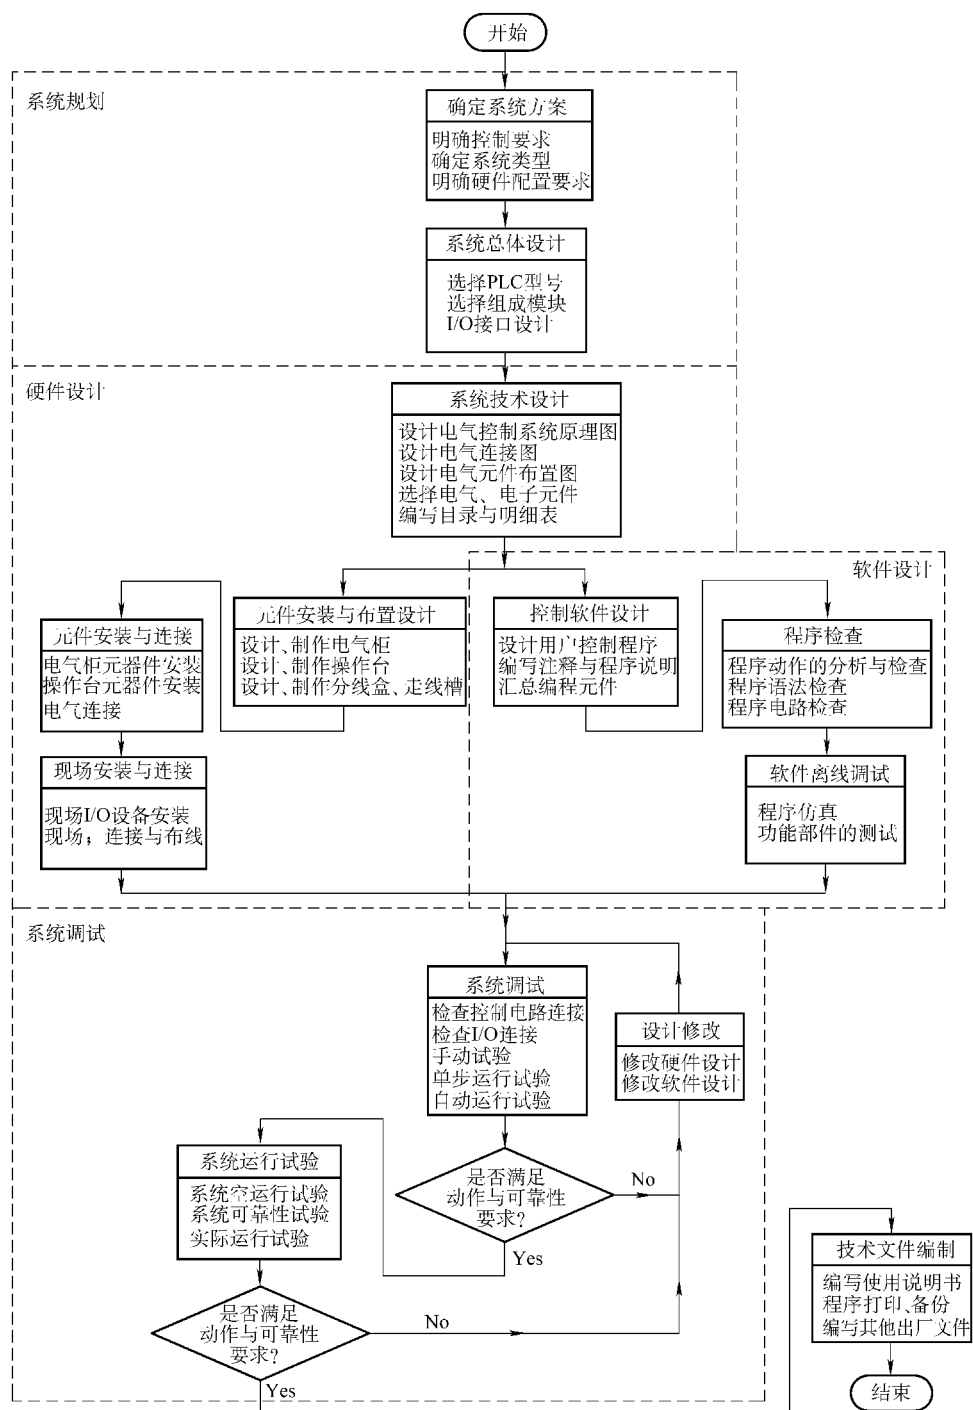 开始
系统规划
确定系统方案
明确控制要求
确定系统类型
明确硬件配置要求
系统总体设计
选择PLC型号
选择组成模块
I/O接口设计
硬件设计
系统技术设计
设计电气控制系统原理图
设计电气连接图
设计电气元件布置图
选择电气、电子元件
编写目录与明细表
软件设计
元件安装与连接
电气柜元器件安装
操作台元器件安装
电气连接
元件安装与布置设计
设计、制作电气柜
设计、制作操作台
设计、制作分线盒、走线槽
控制软件设计
设计用户控制程序
编写注释与程序说明
汇总编程元件
程序检查
程序动作的分析与检查
程序语法检查
程序电路检查
现场安装与连接
现场I/O设备安装
现场；连接与布线
软件离线调试
程序仿真
功能部件的测试
系统调试
系统调试
检查控制电路连接
检查I/O连接
手动试验
单步运行试验
自动运行试验
设计修改
修改硬件设计
修改软件设计
是否满足
动作与可靠性
要求?
No
Yes
系统运行试验
系统空运行试验
系统可靠性试验
实际运行试验
是否满足
动作与可靠性
要求?
No
Yes
技术文件编制
编写使用说明书
程序打印、备份
编写其他出厂文件
结束